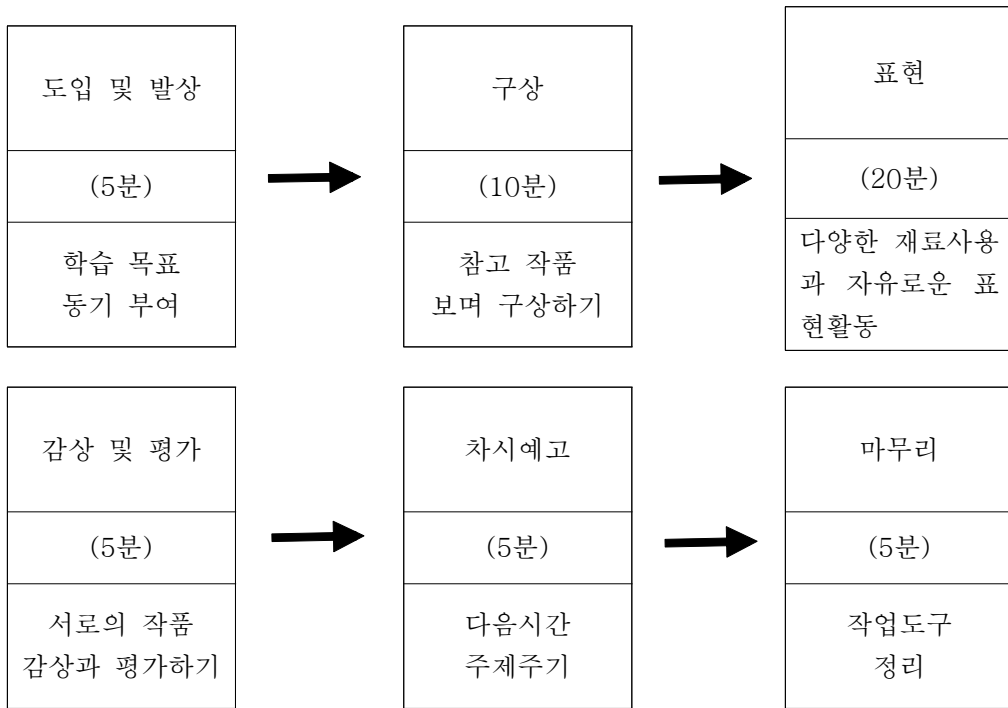 도입 및 발상
(5분)
학습 목표
동기 부여
구상
(10분)
참고 작품
보며 구상하기
표현
(20분)
다양한 재료사용
과 자유로운 표
현활동
감상 및 평가
(5분)
서로의 작품
감상과 평가하기
차시예고
(5분)
다음시간
주제주기
마무리
(5분)
작업도구
정리